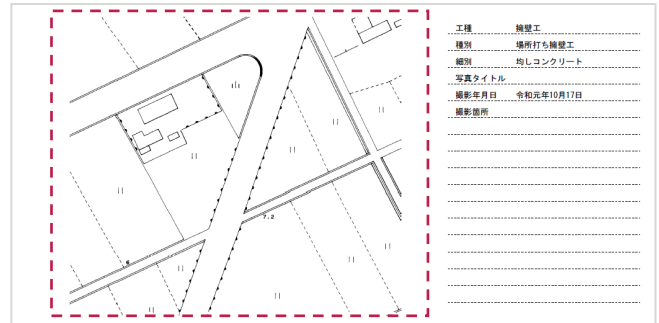 工種 擁壁工
種別 場所打ち擁壁工
細別 均しコンクリート
写真タイトル
撮影年月日 令和元年10月17日
撮影箇所
7.2
6